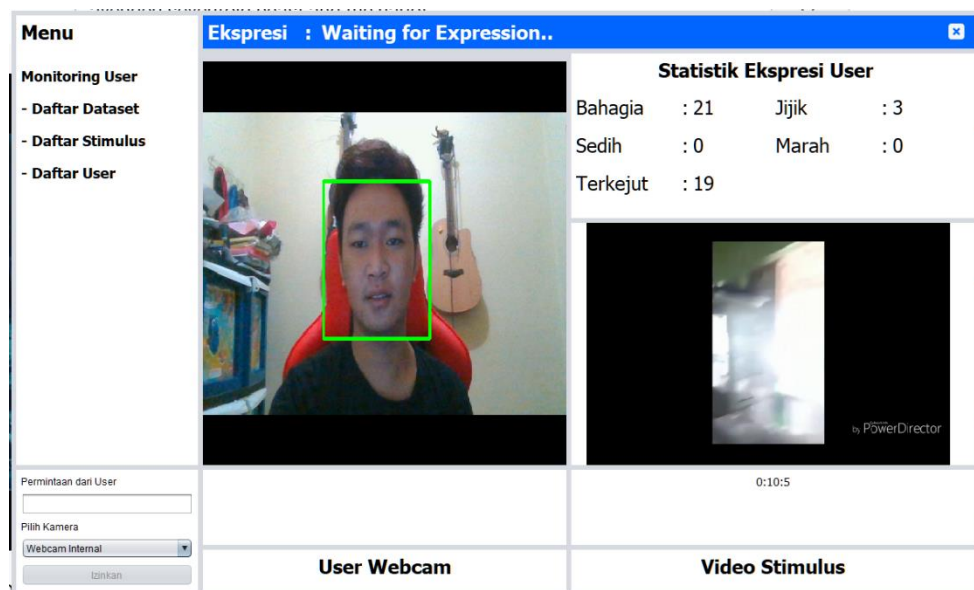 Menu
Monitoring User
- Daftar Dataset
- Daftar Stimulus
- Daftar User
Permintaan dari User
Pilih Kamera
Webcam Internal
Izinkan
Ekspresi : Waiting for Expression..
User Webcam
Statistik Ekspresi User
Bahagia : 21 Jijik : 3
Sedih : 0 Marah : 0
Terkejut : 19
by PowerDirector
0:10:5
Video Stimulus